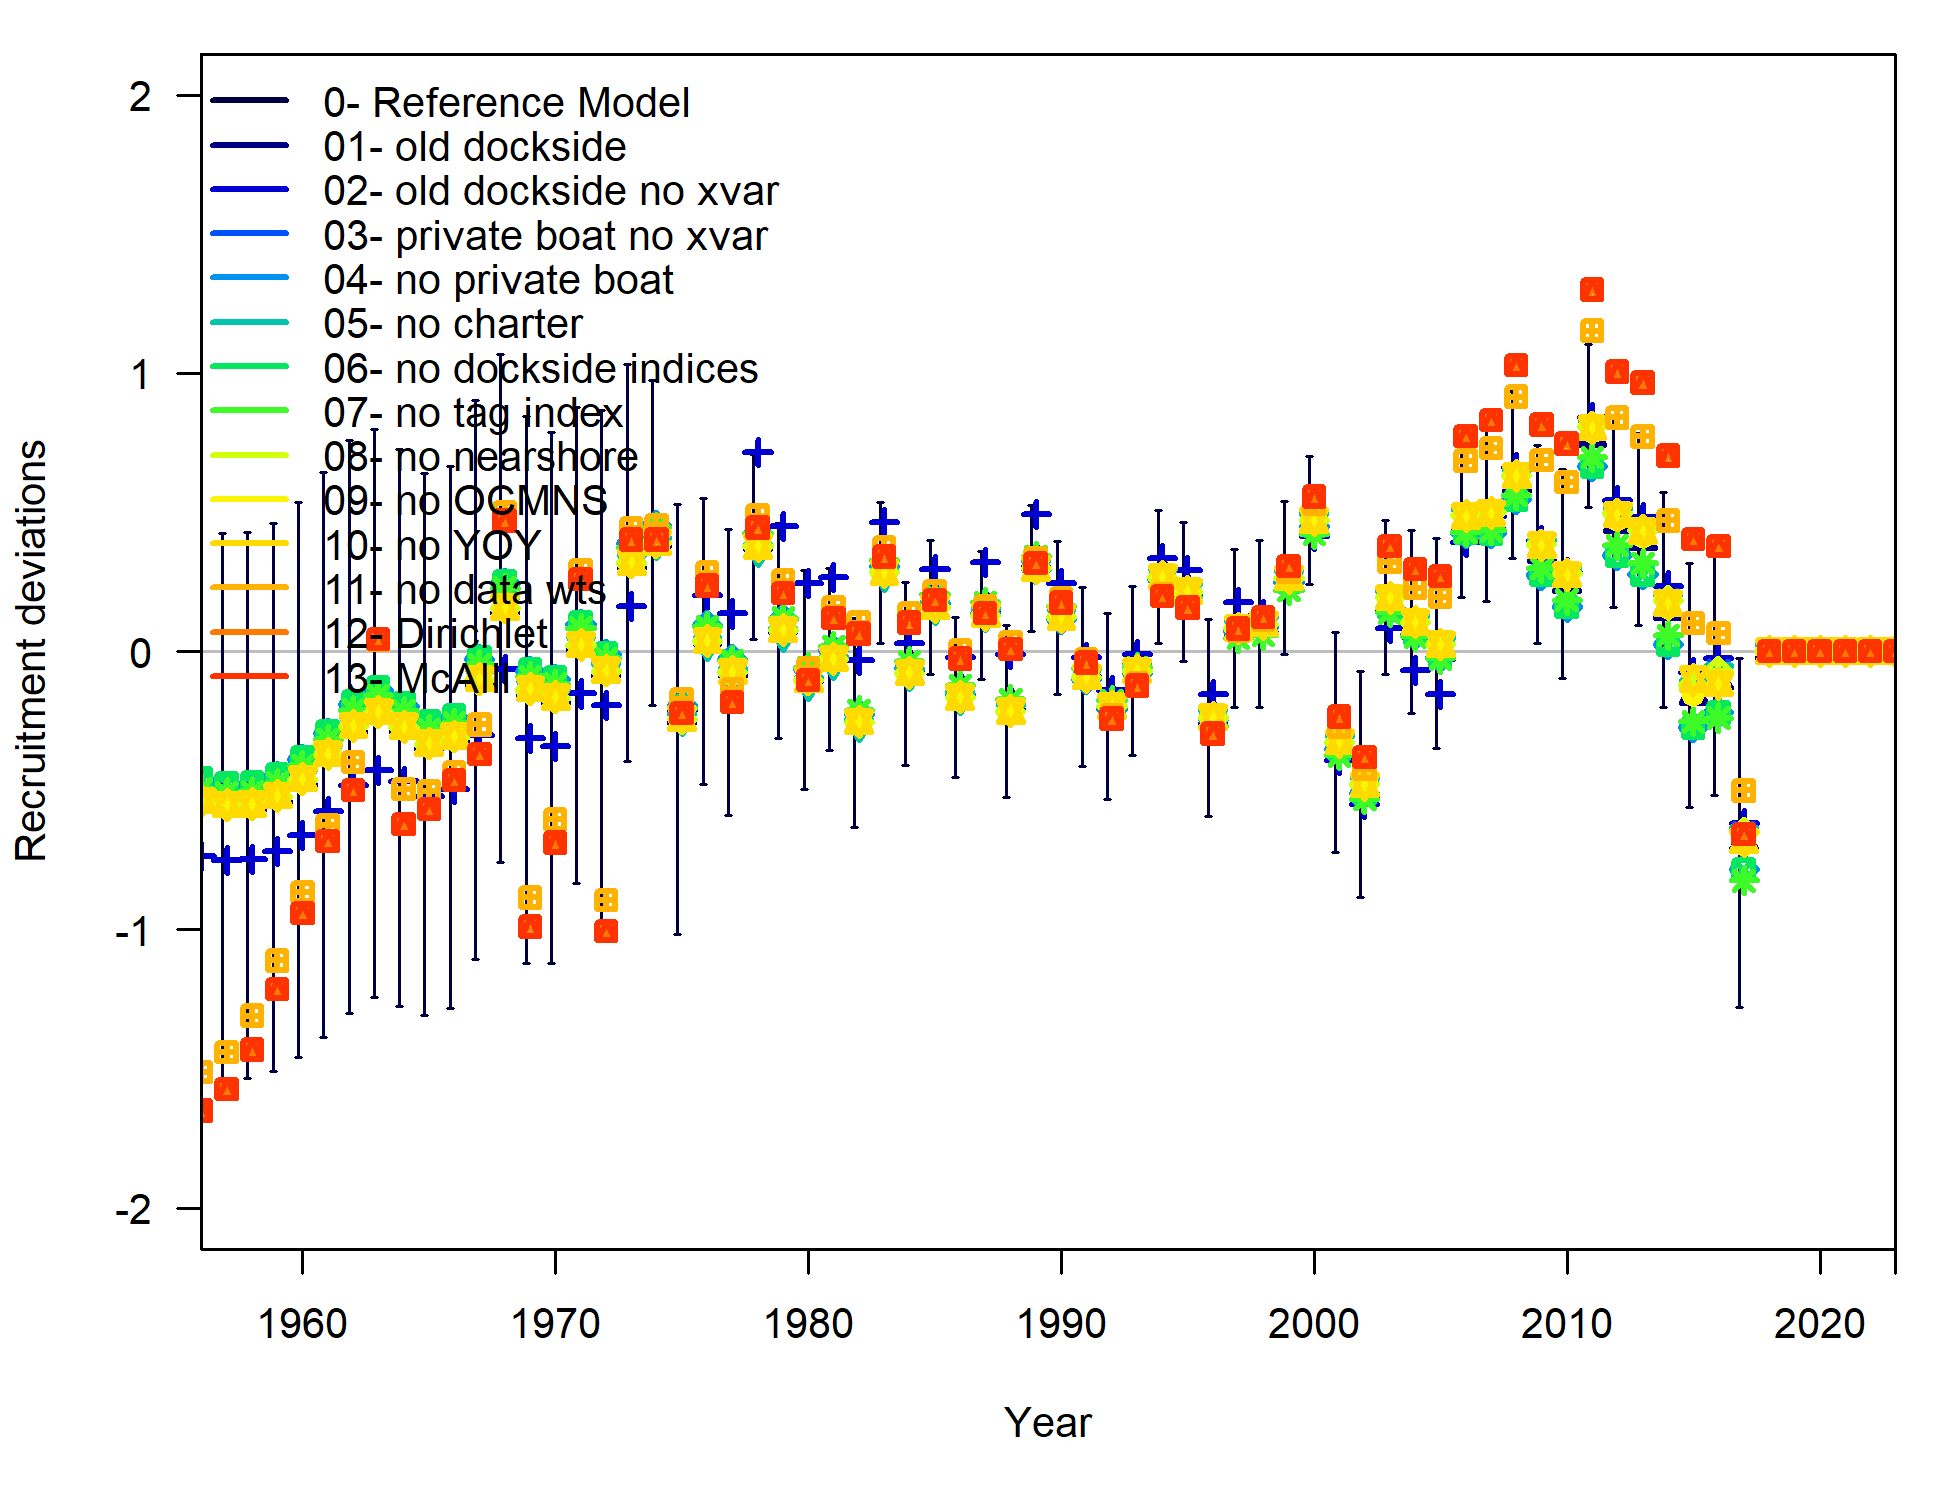 2
1
0
-1
-2
Recruitment deviations
0- Reference Model
01- old dockside
02- old dockside no xvar
03- private boat no xvar
04- no private boat
05- no charter
06- no dockside indices
07- no tag index
08- no nearshore
09- no OCMNS
10- no YOY
11- no data wts
12- Dirichlet
13- McAlli
1960 1970 1980 1990 2000 2010 2020
Year